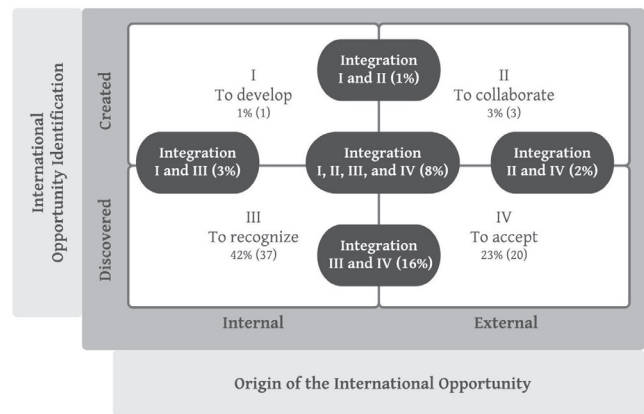 International
Opportunity Identification
Created
Discovered
I
To develop
1% (1)
Integration
I and II (1%)
II
To collaborate
3% (3)
Integration
I and III (3%)
Integration
I, II, III, and IV (8%)
Integration
II and IV (2%)
III
To recognize
42% (37)
Integration
III and IV (16%)
IV
To accept
23% (20)
Internal
External
Origin of the International Opportunity